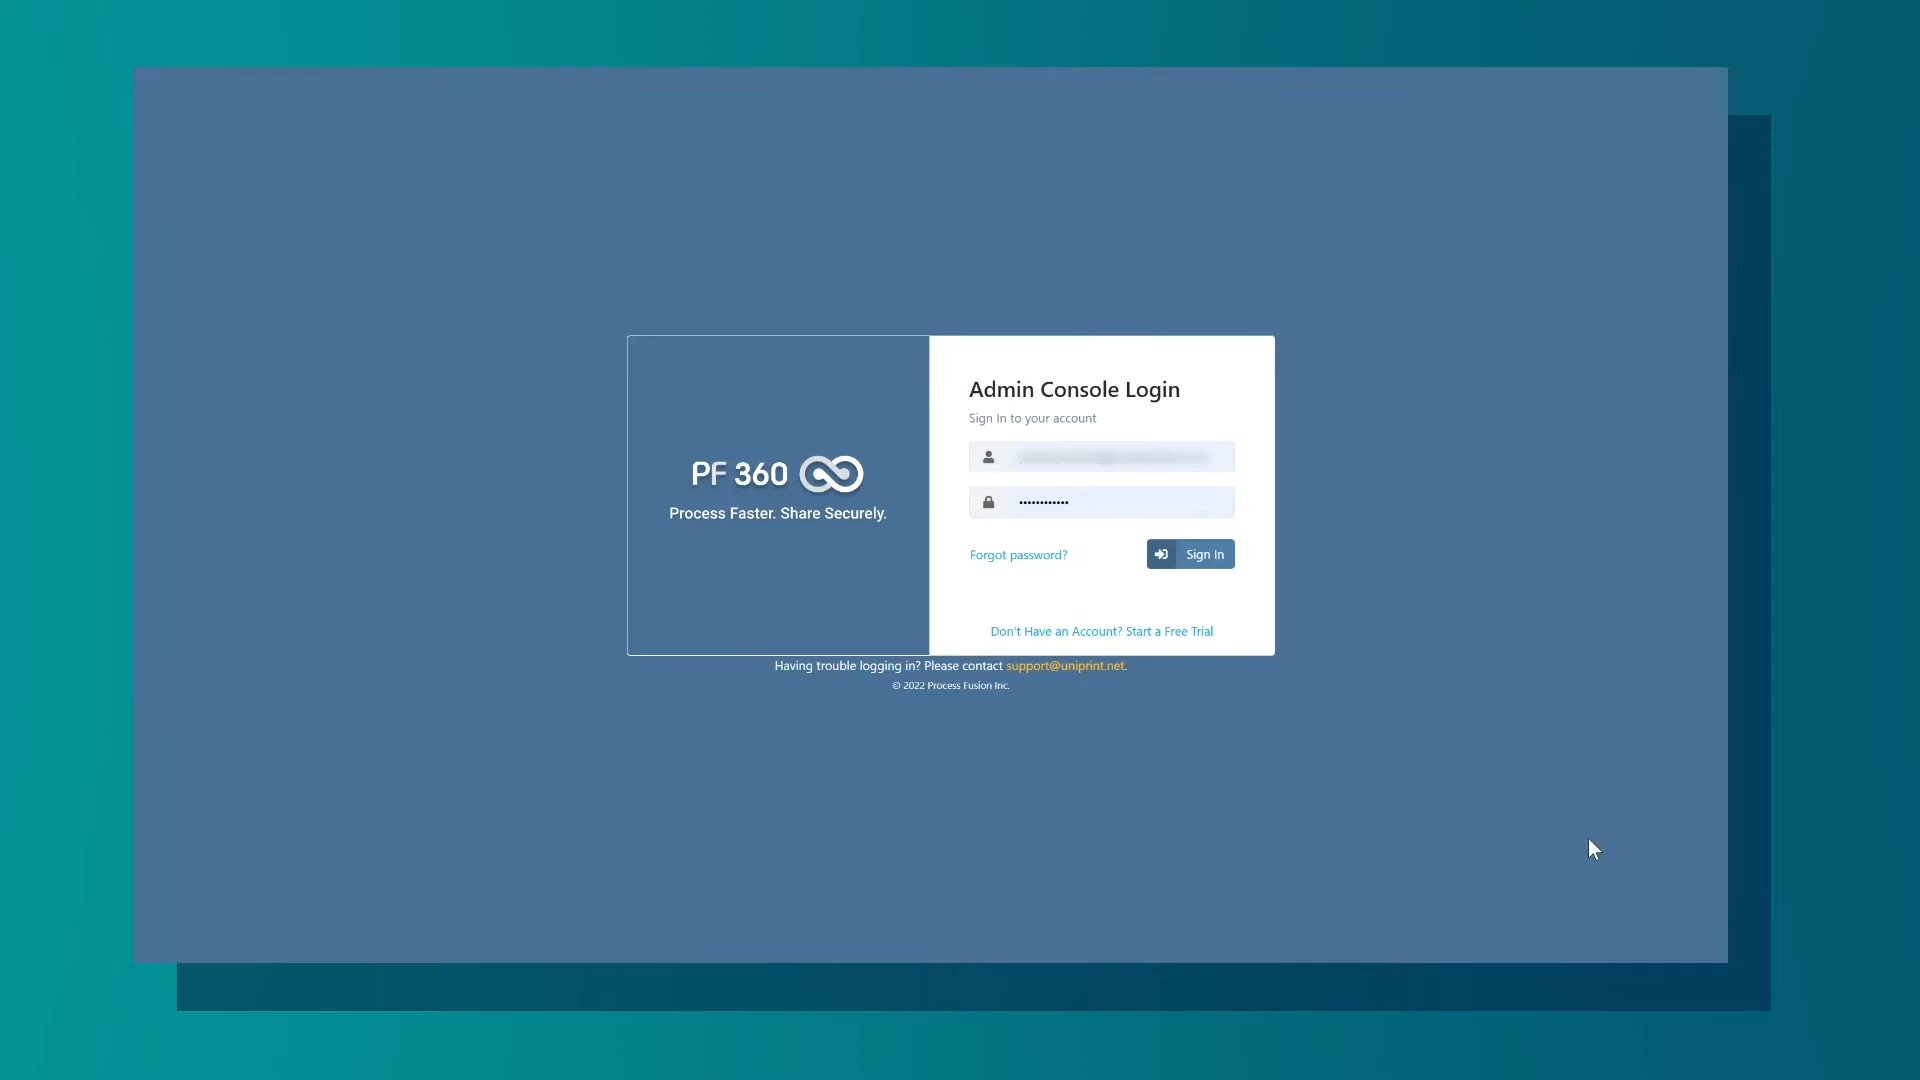 PF 360
Process Faster. Share Securely.
Admin Console Login
Sign In to your account
••••••••••••
Forgot password?
Sign In
Don't Have an Account? Start a Free Trial
Having trouble logging in? Please contact support@uniprint.net.
© 2022 Process Fusion Inc.